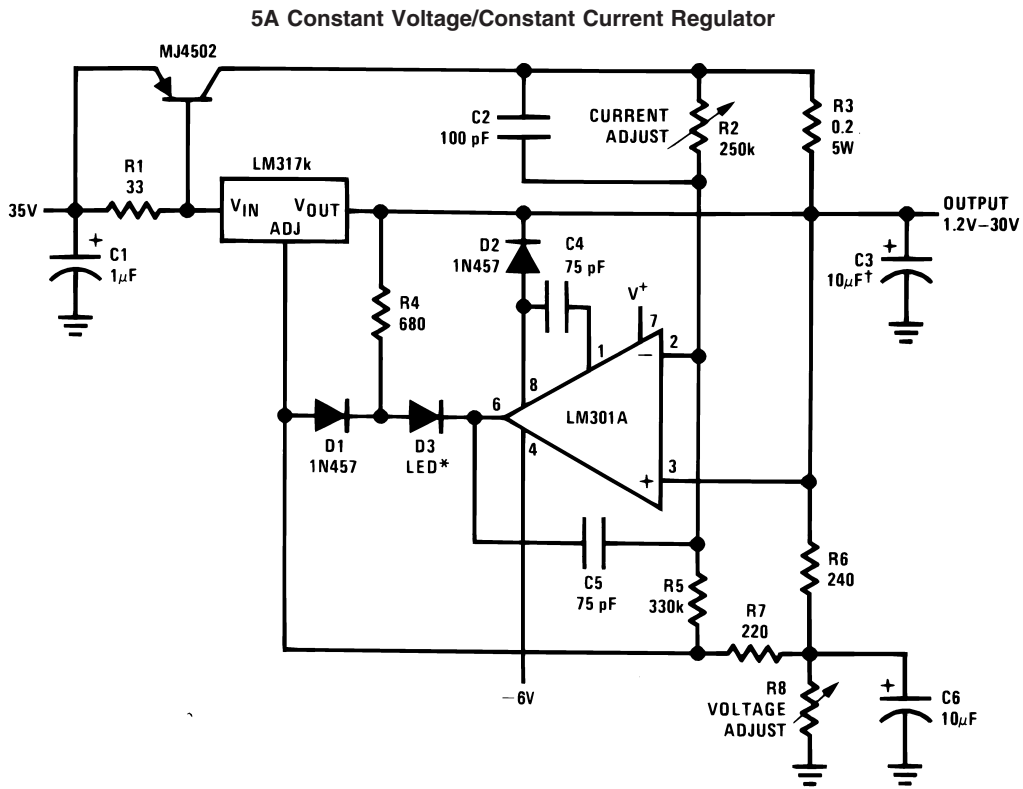 5A Constant Voltage/Constant Current Regulator
MJ4502
C2
100 pF
CURRENT
ADJUST
R2
250k
R3
0.2
5W
R1
33
LM317k
35V
VIN
VOUT
ADJ
OUTPUT
1.2V–30V
C1
1μF
+
D2
1N457
C4
75 pF
C3
10μF†
+
R4
680
V+
7
1
2
−
8
6
LM301A
4
3
+
D1
1N457
D3
LED*
C5
75 pF
R5
330k
R6
240
R7
220
−6V
R8
VOLTAGE
ADJUST
+
C6
10μF